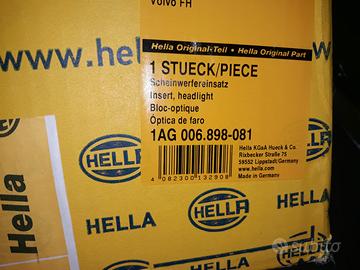 Volvo FH
Hella Original-Teil • Hella Original Part
www.hella.
1 STUECK/PIECE
Scheinwerfereinsatz
Insert, headlight
Bloc-optique
Óptica de faro
1AG 006.898-081
Hella KGaA Hueck & Co.
Rixbecker Straße 75
59552 Lippstadt/Germany
www.hella.com
Made in Germany
4 082300 132908
HELLA
HELLA
HELLA
HELLA
HELLA
Hella
subito